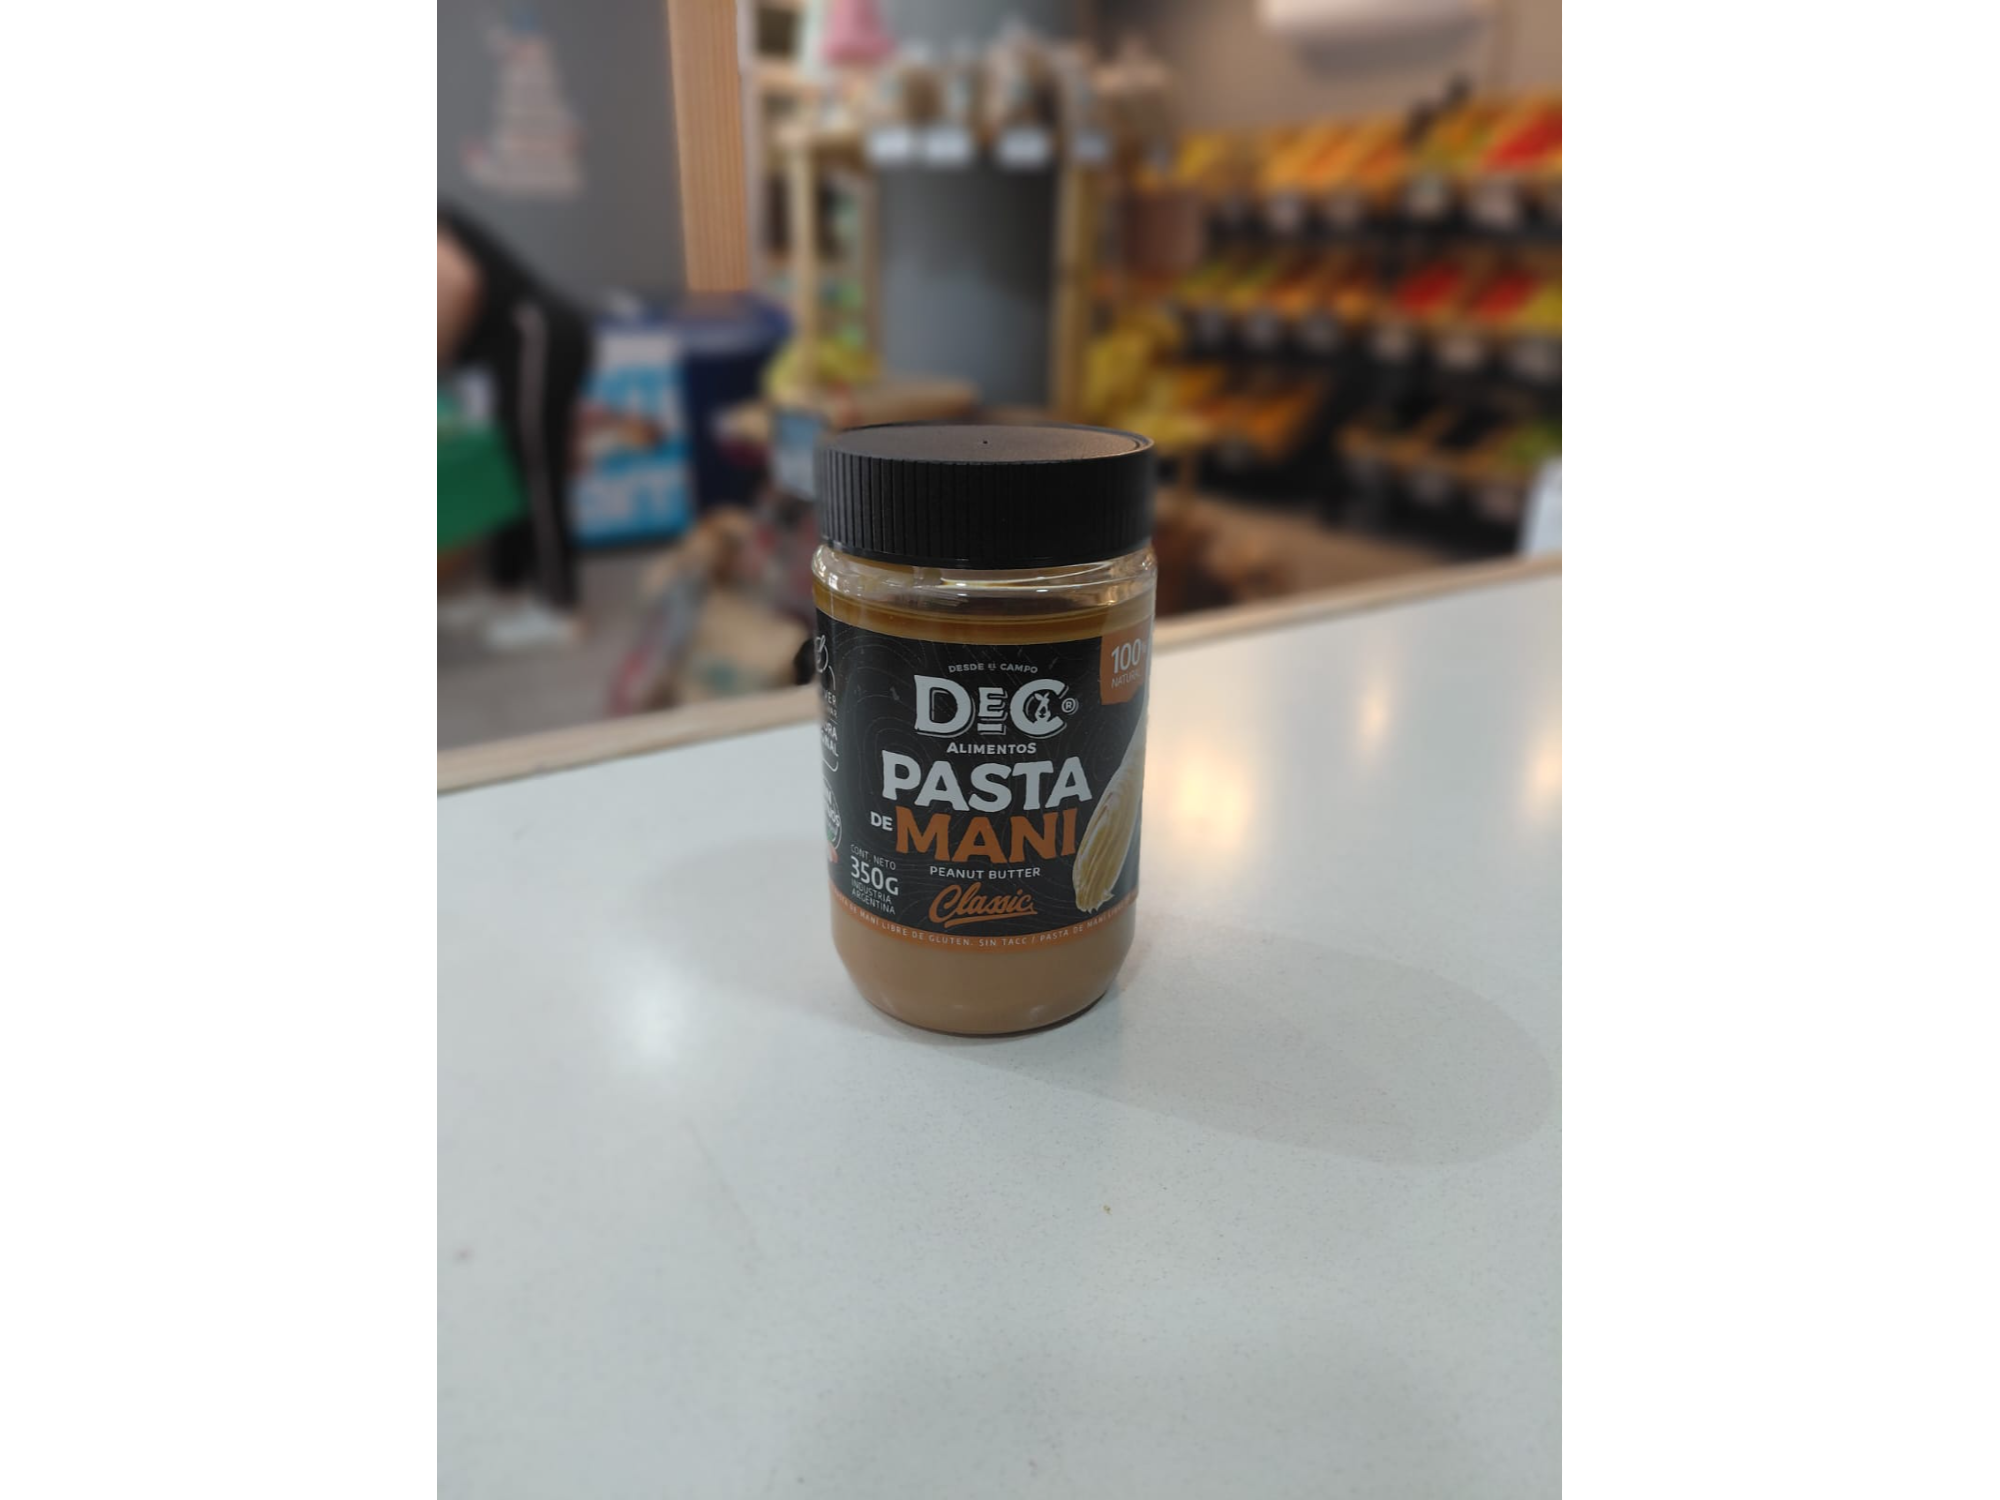 DESDE EL CAMPO
DEC®
ALIMENTOS
PASTA
DE MANI
PEANUT BUTTER
Classic
100%
NATURAL
CONT. NETO
350G
INDUSTRIA
ARGENTINA
DE MANI LIBRE DE GLUTEN. SIN TACC / PASTA DE MANI